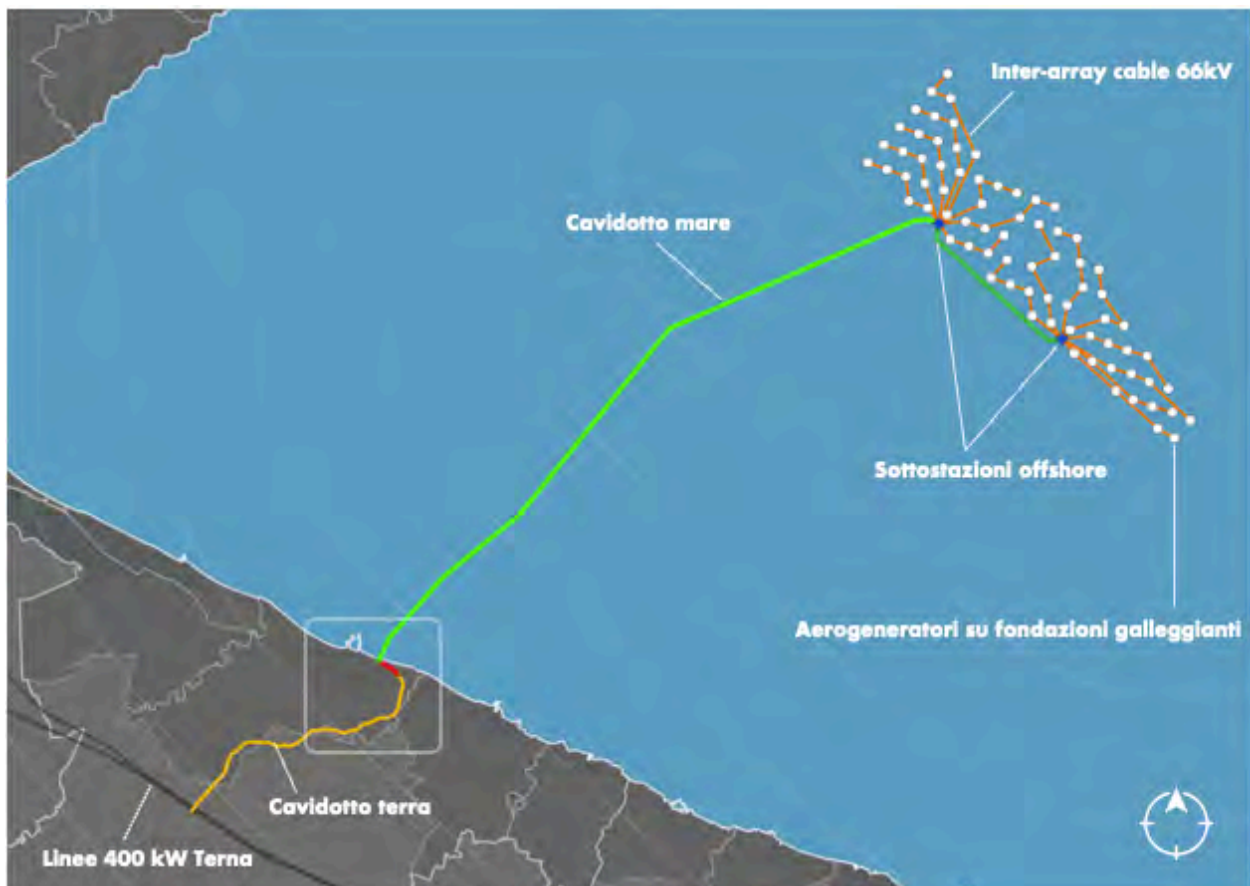 Inter-array cable 66kV
Cavidotto mare
Sottostazioni offshore
Aerogeneratori su fondazioni galleggianti
Cavidotto terra
Linee 400 kW Terna